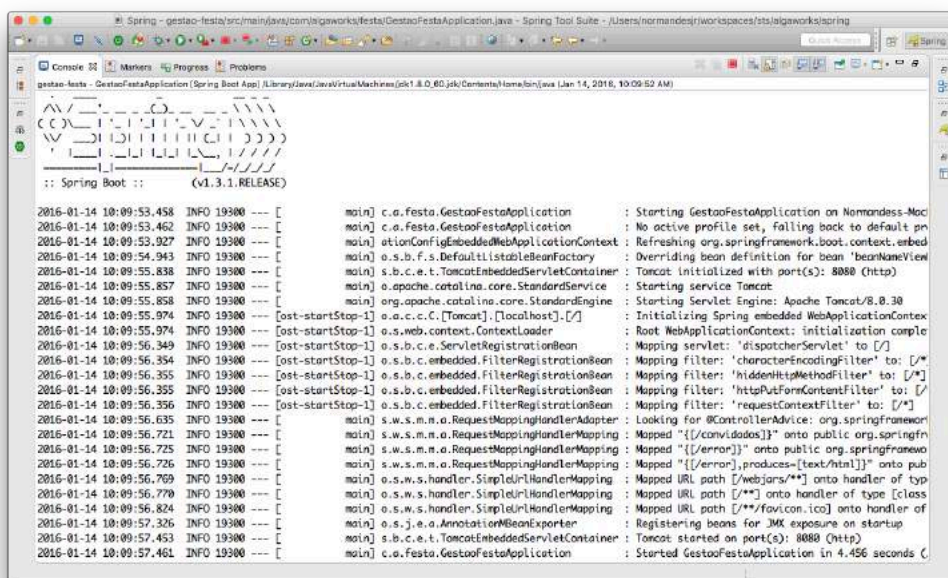 Spring - gestao-festa/src/main/java/com/algaworks/festa/GestaoFestaApplication.java - Spring Tool Suite - /Users/normandesjr/workspaces/sts/algaworks/spring
Quick Access
Spring
Console Markers Progress Problems
gestao-festa - GestaoFestaApplication [Spring Boot App] /Library/Java/JavaVirtualMachines/jdk1.8.0_60.jdk/Contents/Home/bin/java (Jan 14, 2016, 10:09:52 AM)
:: Spring Boot :: (v1.3.1.RELEASE)
2016-01-14 10:09:53.458 INFO 19300 --- [ main] c.a.festa.GestaoFestaApplication : Starting GestaoFestaApplication on Normandess-Mac
2016-01-14 10:09:53.462 INFO 19300 --- [ main] c.a.festa.GestaoFestaApplication : No active profile set, falling back to default pr
2016-01-14 10:09:53.927 INFO 19300 --- [ main] ationConfigEmbeddedWebApplicationContext : Refreshing org.springframework.boot.context.embed
2016-01-14 10:09:54.943 INFO 19300 --- [ main] o.s.b.f.s.DefaultListableBeanFactory : Overriding bean definition for bean 'beanNameView
2016-01-14 10:09:55.838 INFO 19300 --- [ main] s.b.c.e.t.TomcatEmbeddedServletContainer : Tomcat initialized with port(s): 8080 (http)
2016-01-14 10:09:55.857 INFO 19300 --- [ main] o.apache.catalina.core.StandardService : Starting service Tomcat
2016-01-14 10:09:55.858 INFO 19300 --- [ main] org.apache.catalina.core.StandardEngine : Starting Servlet Engine: Apache Tomcat/8.0.30
2016-01-14 10:09:55.974 INFO 19300 --- [ost-startStop-1] o.a.c.c.C.[Tomcat].[localhost].[/] : Initializing Spring embedded WebApplicationContex
2016-01-14 10:09:55.974 INFO 19300 --- [ost-startStop-1] o.s.web.context.ContextLoader : Root WebApplicationContext: initialization comple
2016-01-14 10:09:56.349 INFO 19300 --- [ost-startStop-1] o.s.b.c.e.ServletRegistrationBean : Mapping servlet: 'dispatcherServlet' to [/]
2016-01-14 10:09:56.354 INFO 19300 --- [ost-startStop-1] o.s.b.c.embedded.FilterRegistrationBean : Mapping filter: 'characterEncodingFilter' to: [/*]
2016-01-14 10:09:56.355 INFO 19300 --- [ost-startStop-1] o.s.b.c.embedded.FilterRegistrationBean : Mapping filter: 'hiddenHttpMethodFilter' to: [/*]
2016-01-14 10:09:56.355 INFO 19300 --- [ost-startStop-1] o.s.b.c.embedded.FilterRegistrationBean : Mapping filter: 'httpPutFormContentFilter' to: [/
2016-01-14 10:09:56.356 INFO 19300 --- [ost-startStop-1] o.s.b.c.embedded.FilterRegistrationBean : Mapping filter: 'requestContextFilter' to: [/*]
2016-01-14 10:09:56.635 INFO 19300 --- [ main] s.w.s.m.m.a.RequestMappingHandlerAdapter : Looking for @ControllerAdvice: org.springframewor
2016-01-14 10:09:56.721 INFO 19300 --- [ main] s.w.s.m.m.a.RequestMappingHandlerMapping : Mapped "{[/convidados]}" onto public org.springfr
2016-01-14 10:09:56.725 INFO 19300 --- [ main] s.w.s.m.m.a.RequestMappingHandlerMapping : Mapped "{[/error]}" onto public org.springframewo
2016-01-14 10:09:56.726 INFO 19300 --- [ main] s.w.s.m.m.a.RequestMappingHandlerMapping : Mapped "{[/error],produces=[text/html]}" onto pub
2016-01-14 10:09:56.769 INFO 19300 --- [ main] o.s.w.s.handler.SimpleUrlHandlerMapping : Mapped URL path [/webjars/**] onto handler of typ
2016-01-14 10:09:56.770 INFO 19300 --- [ main] o.s.w.s.handler.SimpleUrlHandlerMapping : Mapped URL path [/**] onto handler of type [class
2016-01-14 10:09:56.824 INFO 19300 --- [ main] o.s.w.s.handler.SimpleUrlHandlerMapping : Mapped URL path [/**/favicon.ico] onto handler of
2016-01-14 10:09:57.326 INFO 19300 --- [ main] o.s.j.e.a.AnnotationMBeanExporter : Registering beans for JMX exposure on startup
2016-01-14 10:09:57.453 INFO 19300 --- [ main] s.b.c.e.t.TomcatEmbeddedServletContainer : Tomcat started on port(s): 8080 (http)
2016-01-14 10:09:57.461 INFO 19300 --- [ main] c.a.festa.GestaoFestaApplication : Started GestaoFestaApplication in 4.456 seconds (